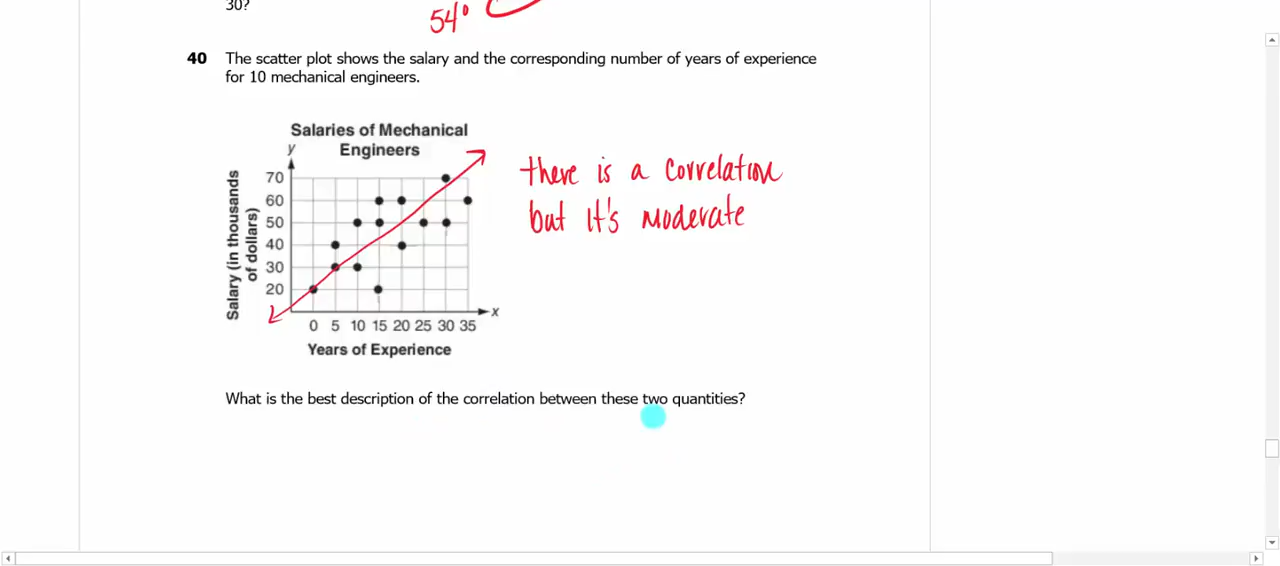 30?
54°
40 The scatter plot shows the salary and the corresponding number of years of experience
for 10 mechanical engineers.
Salaries of Mechanical
Engineers
y
70
60
50
40
30
20
Salary (in thousands
of dollars)
there is a correlation
but it's moderate
x
0 5 10 15 20 25 30 35
Years of Experience
What is the best description of the correlation between these two quantities?